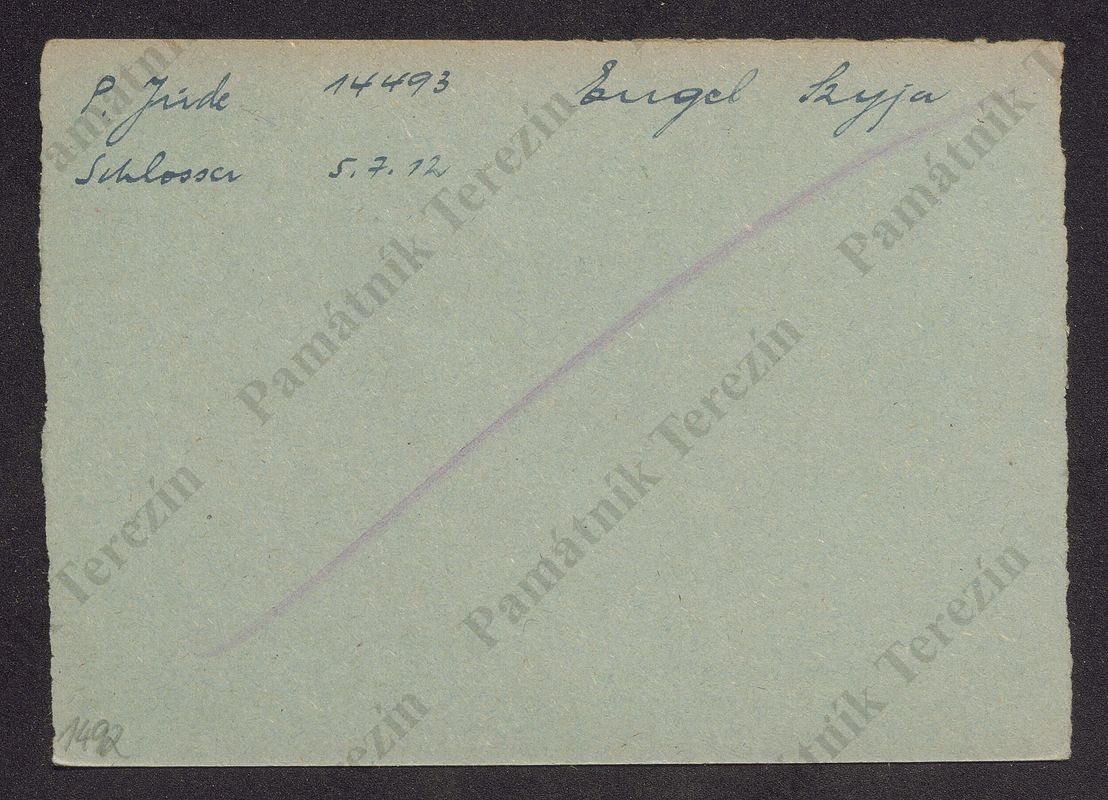 P. Jude 14493 Engel Szyja
Schlosser 5.7.12
1492
Památník Terezín